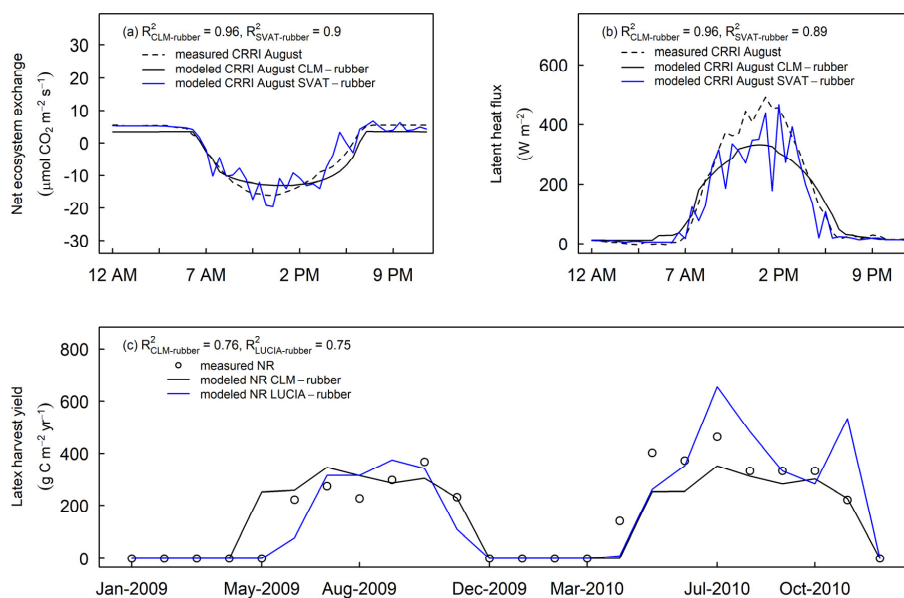 (a) R²CLM-rubber = 0.96, R²SVAT-rubber = 0.9
measured CRRI August
modeled CRRI August CLM – rubber
modeled CRRI August SVAT – rubber
Net ecosystem exchange
(μmol CO₂ m⁻² s⁻¹)
30
20
10
0
-10
-20
-30
12 AM 7 AM 2 PM 9 PM
(b) R²CLM-rubber = 0.96, R²SVAT-rubber = 0.89
measured CRRI August
modeled CRRI August CLM – rubber
modeled CRRI August SVAT – rubber
Latent heat flux
(W m⁻²)
600
400
200
0
12 AM 7 AM 2 PM 9 PM
(c) R²CLM-rubber = 0.76, R²LUCIA-rubber = 0.75
measured NR
modeled NR CLM – rubber
modeled NR LUCIA – rubber
Latex harvest yield
(g C m⁻² yr⁻¹)
800
600
400
200
0
Jan-2009 May-2009 Aug-2009 Dec-2009 Mar-2010 Jul-2010 Oct-2010